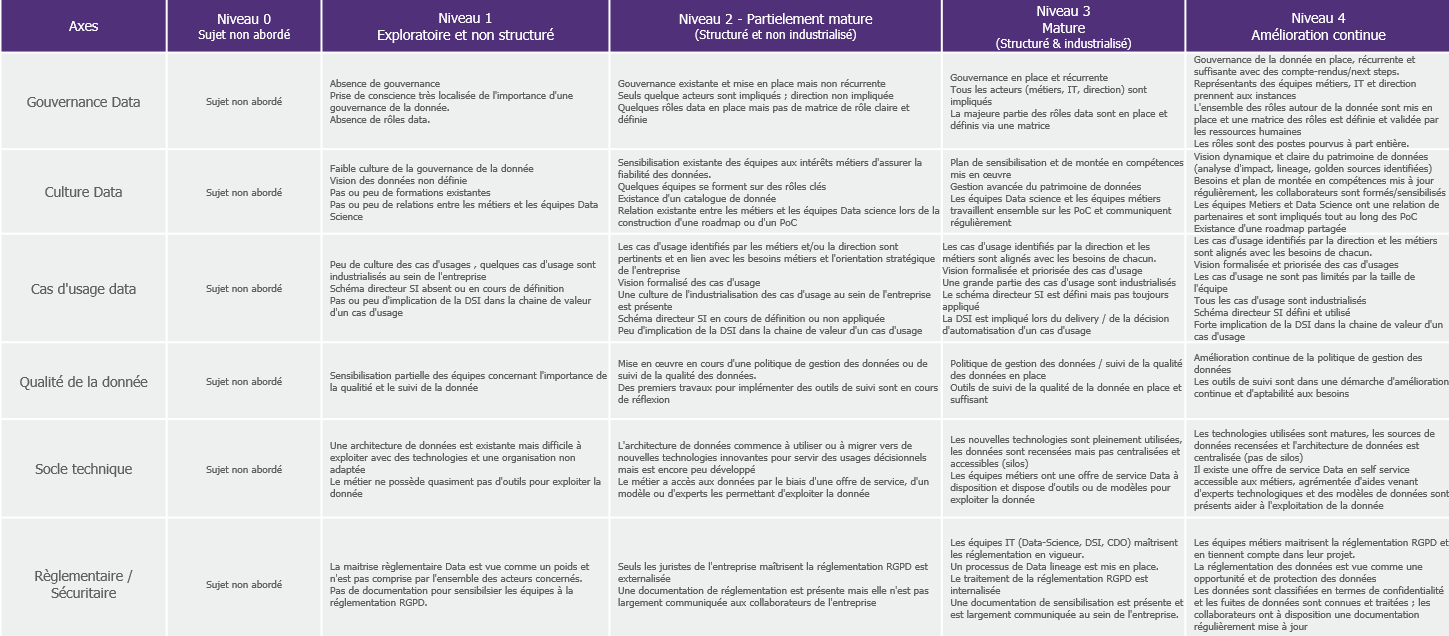 Axes
Niveau 0
Sujet non abordé
Niveau 1
Exploratoire et non structuré
Niveau 2 - Partielement mature
(Structuré et non industrialisé)
Niveau 3
Mature
(Structuré & industrialisé)
Niveau 4
Amélioration continue
Gouvernance Data
Sujet non abordé
Absence de gouvernance
Prise de conscience très localisée de l'importance d'une
gouvernance de la donnée.
Absence de rôles data.
Gouvernance existante et mise en place mais non récurrente
Seuls quelque acteurs sont impliqués ; direction non impliquée
Quelques rôles data en place mais pas de matrice de rôle claire et
définie
Gouvernance en place et récurrente
Tous les acteurs (métiers, IT, direction) sont
impliqués
La majeure partie des rôles data sont en place et
définis via une matrice
Gouvernance de la donnée en place, récurrente et
suffisante avec des compte-rendus/next steps.
Représentants des équipes métiers, IT et direction
prennent aux instances
L'ensemble des rôles autour de la donnée sont mis en
place et une matrice des rôles est définie et validée par
les ressources humaines
Les rôles sont des postes pourvus à part entière.
Culture Data
Sujet non abordé
Faible culture de la gouvernance de la donnée
Vision des données non définie
Pas ou peu de formations existantes
Pas ou peu de relations entre les métiers et les équipes Data
Science
Sensibilisation existante des équipes aux intérêts métiers d'assurer la
fiabilité des données.
Quelques équipes se forment sur des rôles clés
Existance d'un catalogue de donnée
Relation existante entre les métiers et les équipes Data science lors de la
construction d'une roadmap ou d'un PoC
Plan de sensibilisation et de montée en compétences
mis en œuvre
Gestion avancée du patrimoine de données
Les équipes Data science et les équipes métiers
travaillent ensemble sur les PoC et communiquent
régulièrement
Vision dynamique et claire du patrimoine de données
(analyse d'impact, lineage, golden sources identifiées)
Besoins et plan de montée en compétences mis à jour
régulièrement, les collaborateurs sont formés/sensibilisés
Les équipes Metiers et Data Science ont une relation de
partenaires et sont impliqués tout au long des PoC
Existance d'une roadmap partagée
Cas d'usage data
Sujet non abordé
Peu de culture des cas d'usages , quelques cas d'usage sont
industrialisés au sein de l'entreprise
Schéma directeur SI absent ou en cours de définition
Pas ou peu d'implication de la DSI dans la chaine de valeur
d'un cas d'usage
Les cas d'usage identifiés par les métiers et/ou la direction sont
pertinents et en lien avec les besoins métiers et l'orientation stratégique
de l'entreprise
Vision formalisé des cas d'usage
Une culture de l'industrialisation des cas d'usage au sein de l'entreprise
est présente
Schéma directeur SI en cours de définition ou non appliquée
Peu d'implication de la DSI dans la chaine de valeur d'un cas d'usage
Les cas d'usage identifiés par la direction et les
métiers sont alignés avec les besoins de chacun.
Vision formalisée et priorisée des cas d'usage
Une grande partie des cas d'usage sont industrialisés
Le schéma directeur SI est défini mais pas toujours
appliqué
La DSI est impliqué lors du delivery / de la décision
d'automatisation d'un cas d'usage
Les cas d'usage identifiés par la direction et les métiers
sont alignés avec les besoins de chacun.
Vision formalisée et priorisée des cas d'usages
Les cas d'usage ne sont pas limités par la taille de
l'équipe
Tous les cas d'usage sont industrialisés
Schéma directeur SI défini et utilisé
Forte implication de la DSI dans la chaine de valeur d'un
cas d'usage
Qualité de la donnée
Sujet non abordé
Sensibilisation partielle des équipes concernant l'importance de
la qualitié et le suivi de la donnée
Mise en œuvre en cours d'une politique de gestion des données ou de
suivi de la qualité des données.
Des premiers travaux pour implémenter des outils de suivi sont en cours
de réflexion
Politique de gestion des données / suivi de la qualité
des données en place
Outils de suivi de la qualité de la donnée en place et
suffisant
Amélioration continue de la politique de gestion des
données
Les outils de suivi sont dans une démarche d'amélioration
continue et d'aptabilité aux besoins
Socle technique
Sujet non abordé
Une architecture de données est existante mais difficile à
exploiter avec des technologies et une organisation non
adaptée
Le métier ne possède quasiment pas d'outils pour exploiter la
donnée
L'architecture de données commence à utiliser ou à migrer vers de
nouvelles technologies innovantes pour servir des usages décisionnels
mais est encore peu développé
Le métier a accès aux données par le biais d'une offre de service, d'un
modèle ou d'experts les permettant d'exploiter la donnée
Les nouvelles technologies sont pleinement utilisées,
les données sont recensées mais pas centralisées et
accessibles (silos)
Les équipes métiers ont une offre de service Data à
disposition et dispose d'outils ou de modèles pour
exploiter la donnée
Les technologies utilisées sont matures, les sources de
données recensées et l'architecture de données est
centralisée (pas de silos)
Il existe une offre de service Data en self service
accessible aux métiers, agrémentée d'aides venant
d'experts technologiques et des modèles de données sont
présents aider à l'exploitation de la donnée
Règlementaire /
Sécuritaire
Sujet non abordé
La maitrise règlementaire Data est vue comme un poids et
n'est pas comprise par l'ensemble des acteurs concernés.
Pas de documentation pour sensibilsier les équipes à la
réglementation RGPD.
Seuls les juristes de l'entreprise maîtrisent la réglementation RGPD est
externalisée
Une documentation de réglementation est présente mais elle n'est pas
largement communiquée aux collaborateurs de l'entreprise
Les équipes IT (Data-Science, DSI, CDO) maîtrisent
les réglementation en vigueur.
Un processus de Data lineage est mis en place.
Le traitement de la réglementation RGPD est
internalisée
Une documentation de sensibilisation est présente et
est largement communiquée au sein de l'entreprise.
Les équipes métiers maitrisent la réglementation RGPD et
en tiennent compte dans leur projet.
La réglementation des données est vue comme une
opportunité et de protection des données
Les données sont classifiées en termes de confidentialité
et les fuites de données sont connues et traitées ; les
collaborateurs ont à disposition une documentation
régulièrement mise à jour